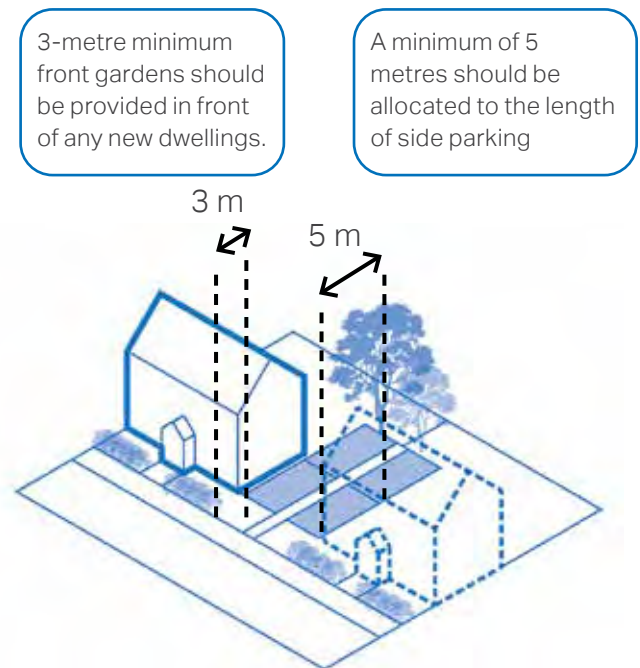 3-metre minimum
front gardens should
be provided in front
of any new dwellings.
A minimum of 5
metres should be
allocated to the length
of side parking
3 m
5 m